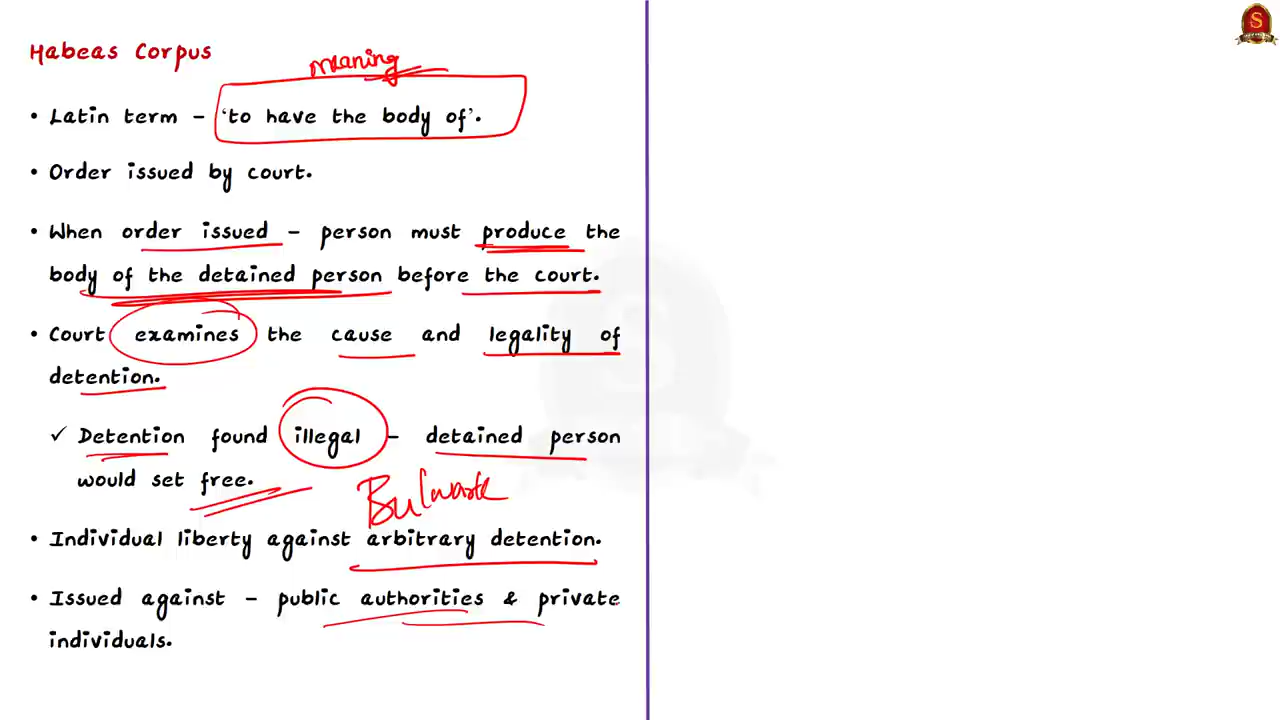 Habeas Corpus
meaning
• Latin term – 'to have the body of'.
• Order issued by court.
• When order issued – person must produce the
body of the detained person before the court.
• Court examines the cause and legality of
detention.
✓ Detention found illegal – detained person
would set free.
Bulwark
• Individual liberty against arbitrary detention.
• Issued against – public authorities & private
individuals.
S